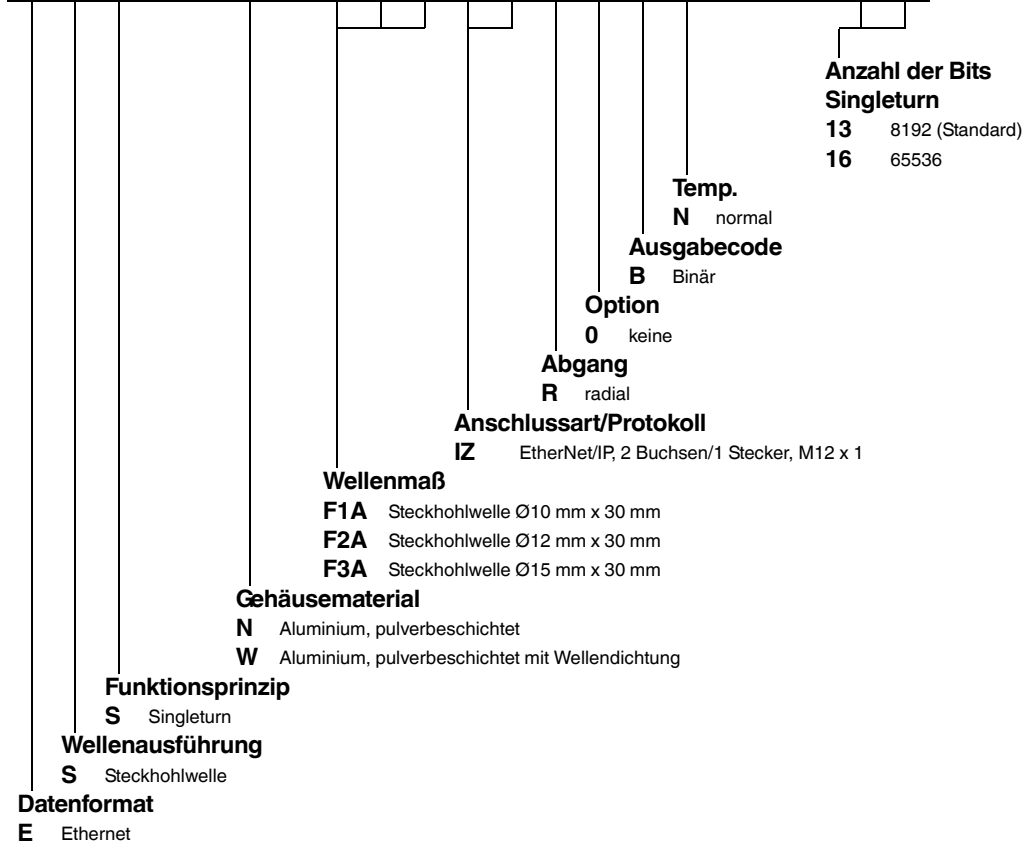 Anzahl der Bits
Singleturn
13 8192 (Standard)
16 65536
Temp.
N normal
Ausgabecode
B Binär
Option
0 keine
Abgang
R radial
Anschlussart/Protokoll
IZ EtherNet/IP, 2 Buchsen/1 Stecker, M12 x 1
Wellenmaß
F1A Steckhohlwelle Ø10 mm x 30 mm
F2A Steckhohlwelle Ø12 mm x 30 mm
F3A Steckhohlwelle Ø15 mm x 30 mm
Gehäusematerial
N Aluminium, pulverbeschichtet
W Aluminium, pulverbeschichtet mit Wellendichtung
Funktionsprinzip
S Singleturn
Wellenausführung
S Steckhohlwelle
Datenformat
E Ethernet